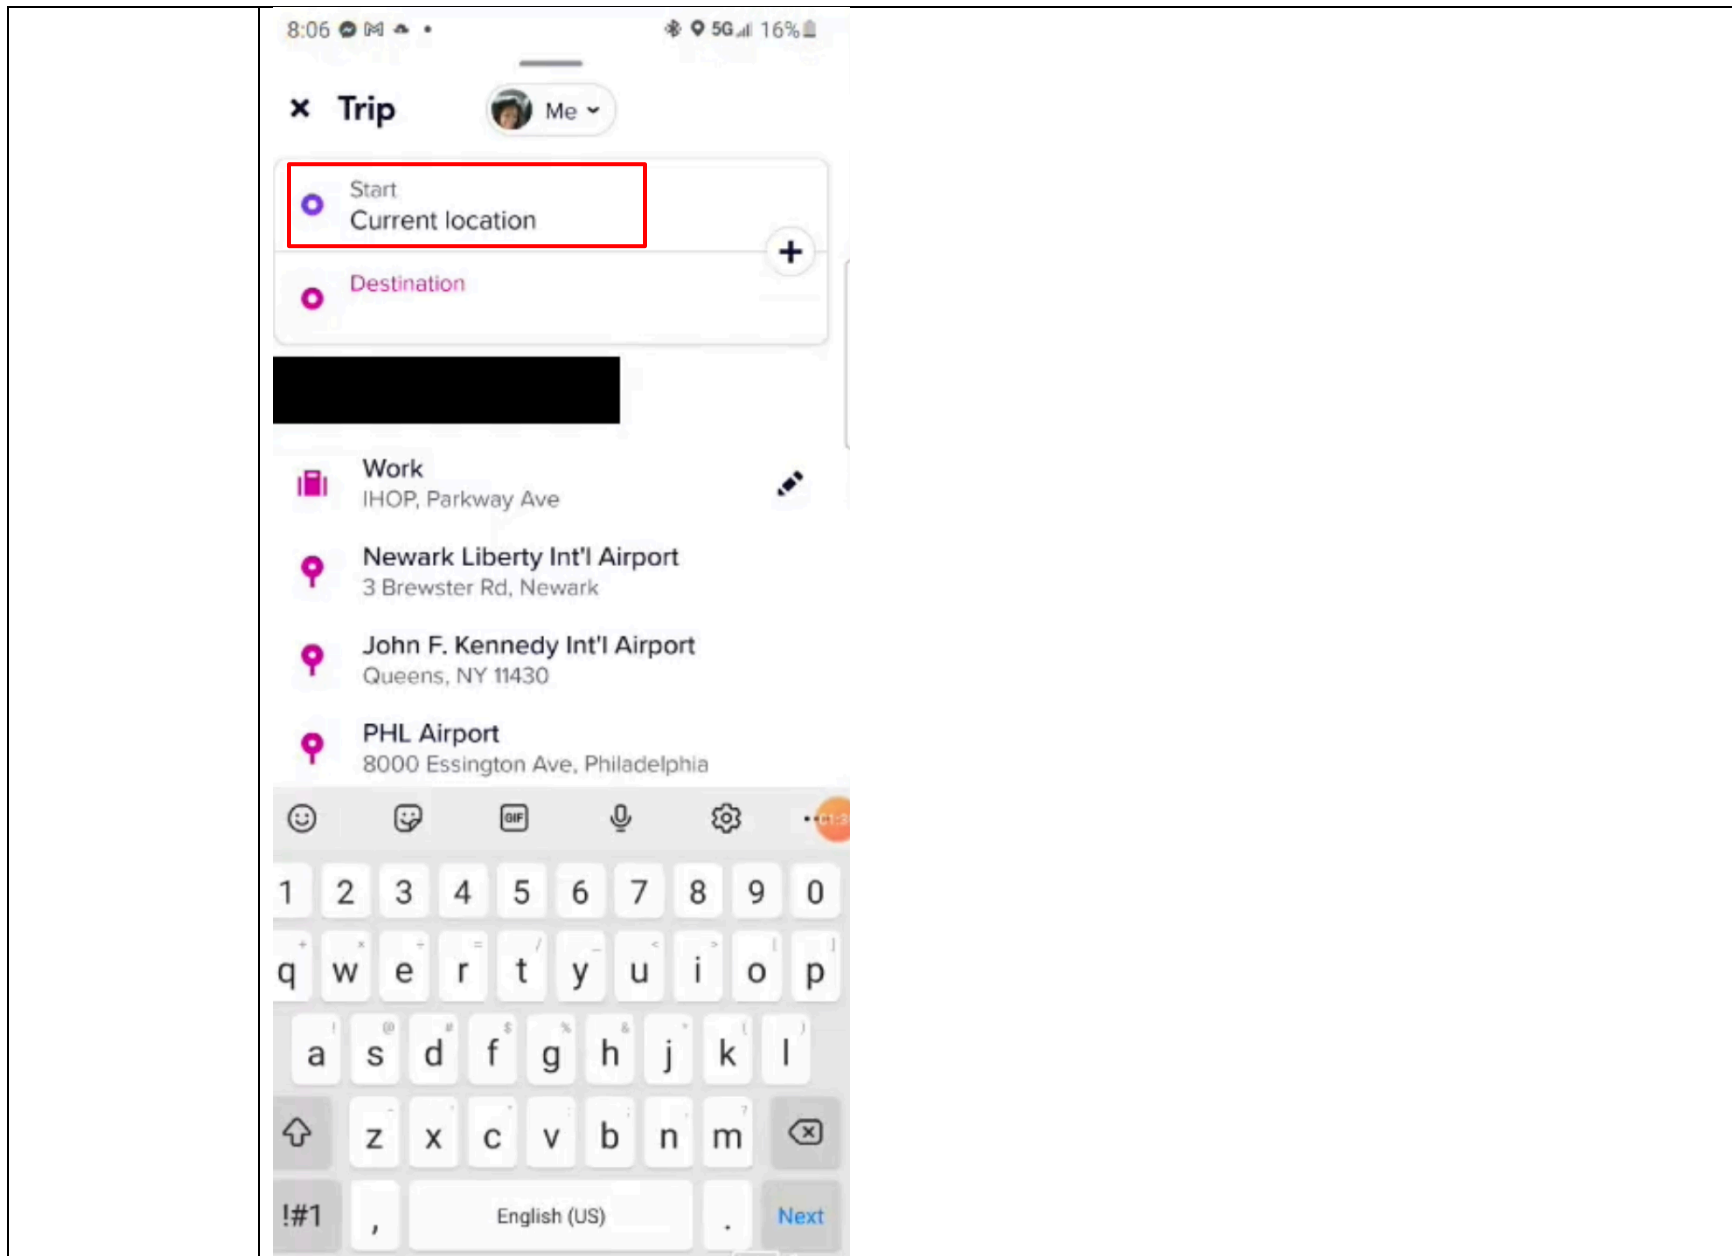 8:06 5G 16%
Trip Me
Start
Current location
Destination
Work
IHOP, Parkway Ave
Newark Liberty Int'l Airport
3 Brewster Rd, Newark
John F. Kennedy Int'l Airport
Queens, NY 11430
PHL Airport
8000 Essington Ave, Philadelphia
GIF
1 2 3 4 5 6 7 8 9 0
+ × ÷ = / _ < > [ ]
q w e r t y u i o p
! @ # $ % & * ( )
a s d f g h j k l
- ' " : ; , ?
z x c v b n m
!#1 , English (US) . Next